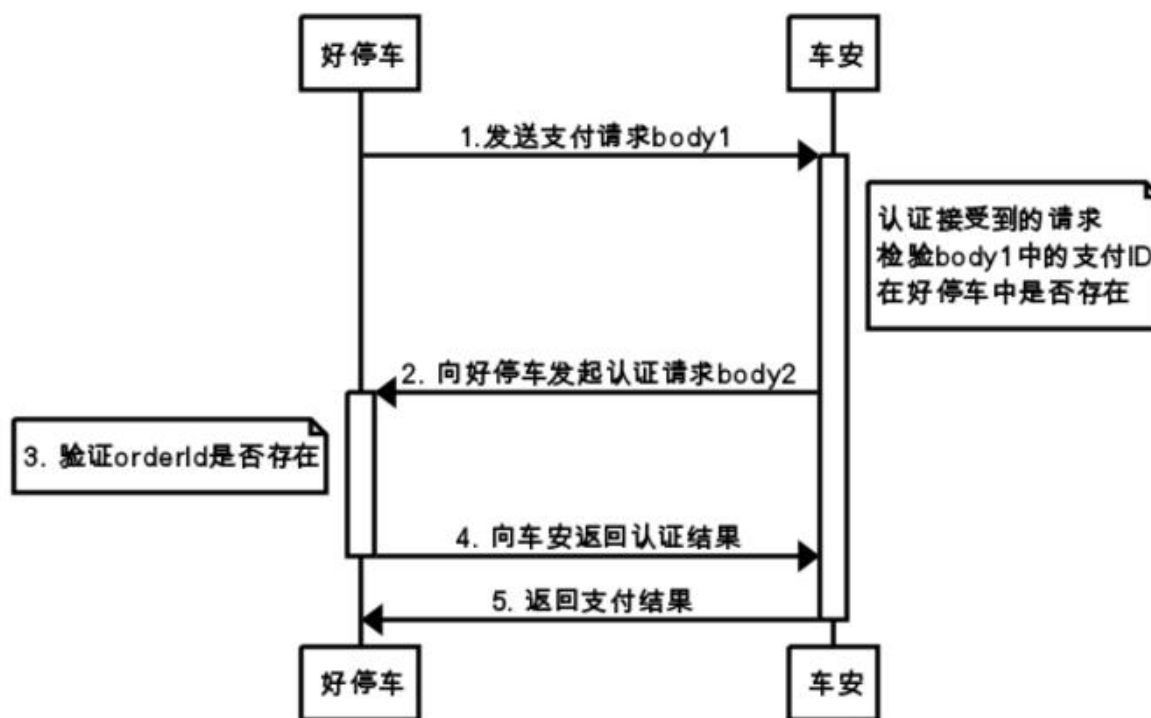 好停车
车安
1.发送支付请求body1
认证接受到的请求
检验body1中的支付ID
在好停车中是否存在
2. 向好停车发起认证请求body2
3. 验证orderId是否存在
4. 向车安返回认证结果
5. 返回支付结果
好停车
车安